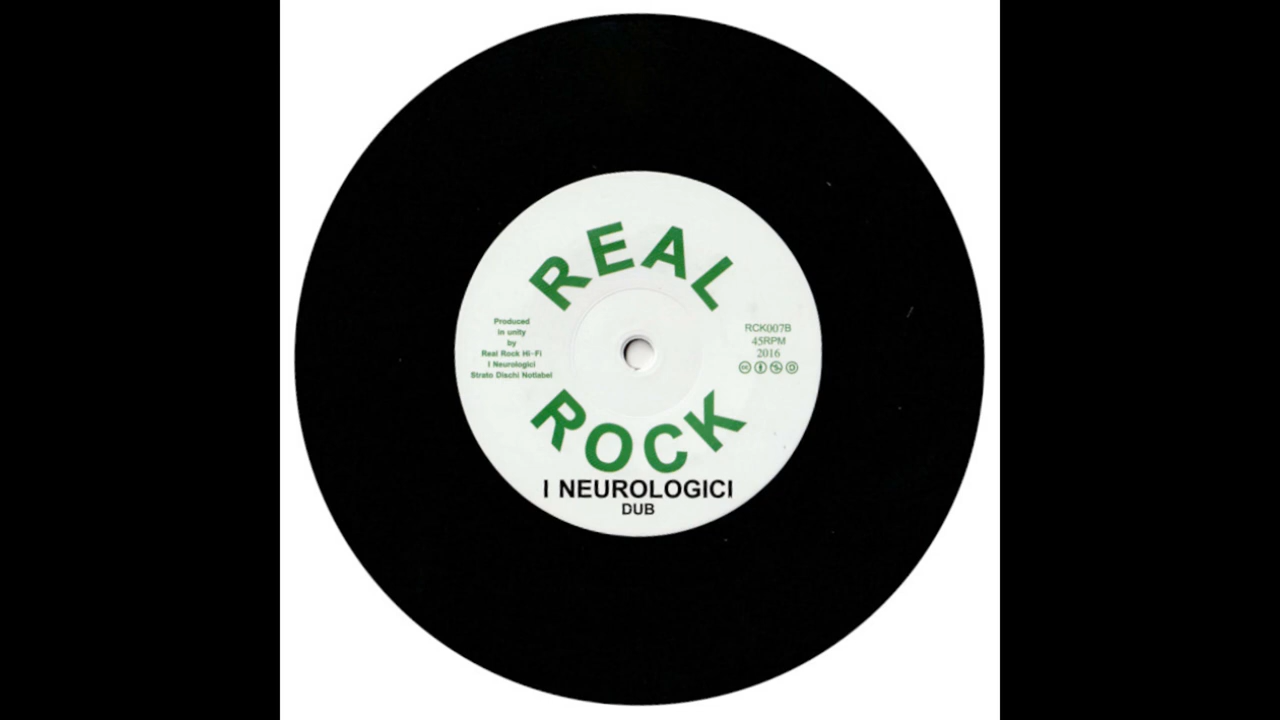 REAL
Produced
in unity
by
Real Rock Hi-Fi
I Neurologici
Strato Dischi Notlabel
RCK007B
45RPM
2016
cc
ROCK
I NEUROLOGICI
DUB